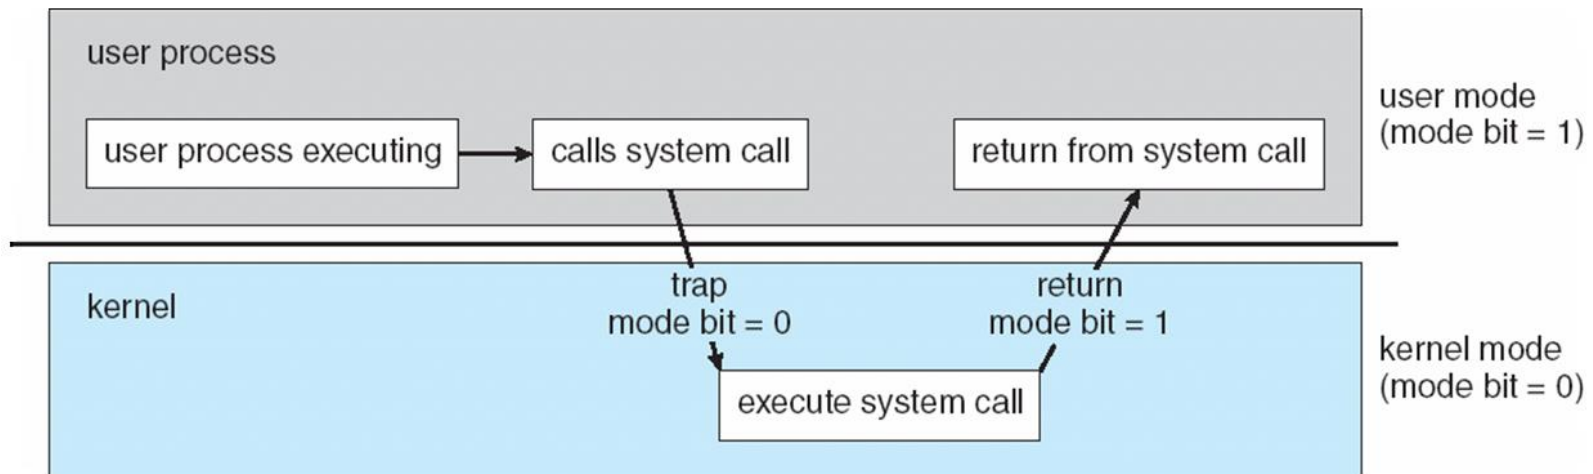 user process
user process executing
calls system call
return from system call
user mode
(mode bit = 1)
kernel
trap
mode bit = 0
return
mode bit = 1
execute system call
kernel mode
(mode bit = 0)